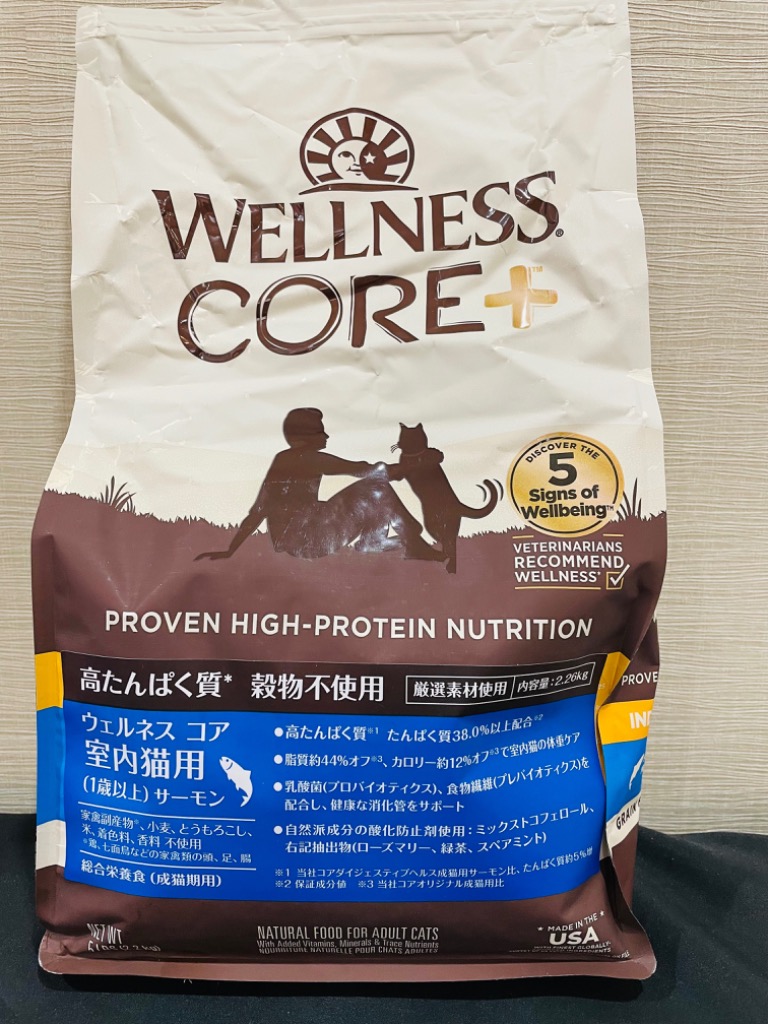 WELLNESS®
CORE+™
DISCOVER THE
5
Signs of
Wellbeing™
VETERINARIANS
RECOMMEND
WELLNESS*
PROVEN HIGH-PROTEIN NUTRITION
高たんぱく質* 穀物不使用
厳選素材使用 内容量:2.26kg
ウェルネス コア
室内猫用
(1歳以上) サーモン
家禽副産物※、小麦、とうもろこし、
米、着色料、香料 不使用
※鶏、七面鳥などの家禽類の頭、足、腸
総合栄養食 (成猫期用)
●高たんぱく質※1 たんぱく質38.0%以上配合※2
●脂質約44%オフ※3、カロリー約12%オフ※3で室内猫の体重ケア
●乳酸菌(プロバイオティクス)、食物繊維(プレバイオティクス)を
配合し、健康な消化管をサポート
●自然派成分の酸化防止剤使用:ミックストコフェロール、
右記抽出物(ローズマリー、緑茶、スペアミント)
※1 当社コアダイジェスティブヘルス成猫用サーモン比、たんぱく質約5%増
※2 保証成分値 ※3 当社コアオリジナル成猫用比
PROVE
IND
GRAIN
NET WT
NATURAL FOOD FOR ADULT CATS
With Added Vitamins, Minerals & Trace Nutrients
NOURRITURE NATURELLE POUR CHATS ADULTES
* MADE IN THE *
USA